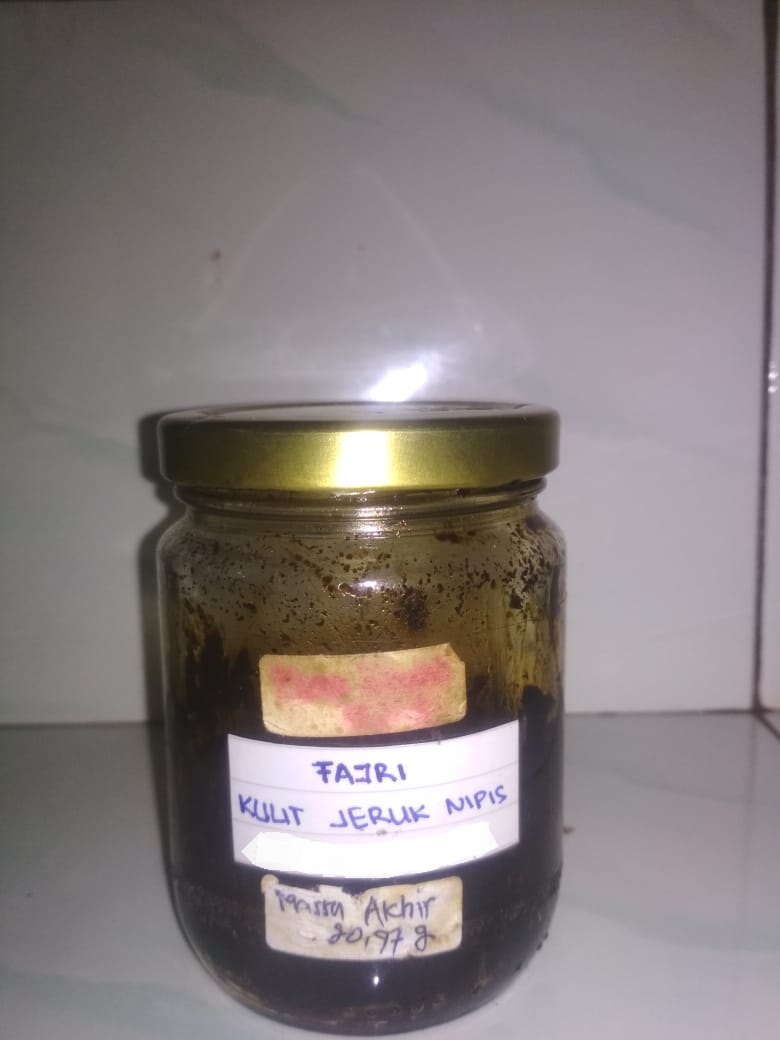 FAJRI
KULIT JERUK NIPIS
Massa Akhir
20,97 g